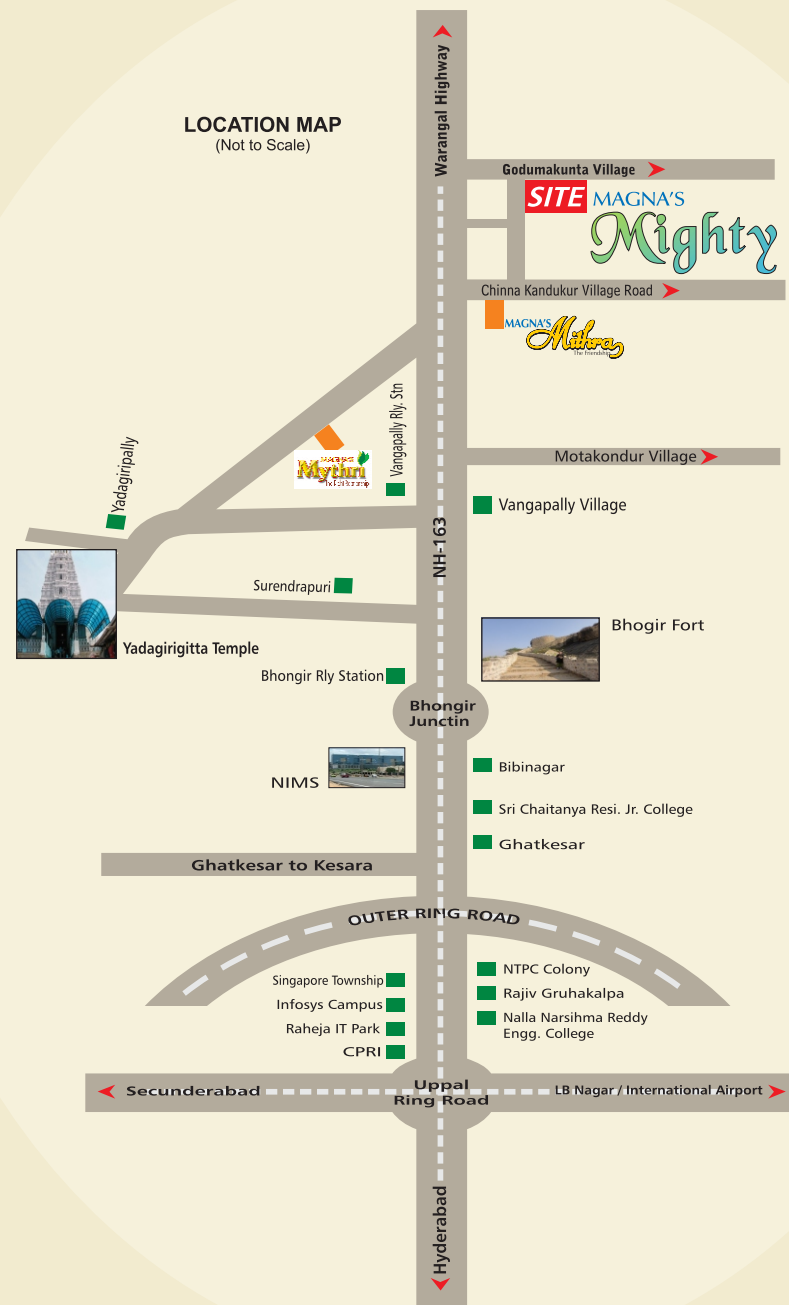 LOCATION MAP
(Not to Scale)
Warangal Highway
Godumakunta Village
SITE
MAGNA'S
Mighty
Chinna Kandukur Village Road
MAGNA'S
Mithra
The Friendship
Vangapally Rly. Stn
Mythri
Yadagiripally
Motakondur Village
Vangapally Village
NH-163
Surendrapuri
Yadagirigitta Temple
Bhogir Fort
Bhongir Rly Station
Bhongir
Junctin
NIMS
Bibinagar
Sri Chaitanya Resi. Jr. College
Ghatkesar
Ghatkesar to Kesara
OUTER RING ROAD
Singapore Township
Infosys Campus
Raheja IT Park
CPRI
NTPC Colony
Rajiv Gruhakalpa
Nalla Narsihma Reddy
Engg. College
Secunderabad
Uppal
Ring Road
LB Nagar / International Airport
Hyderabad